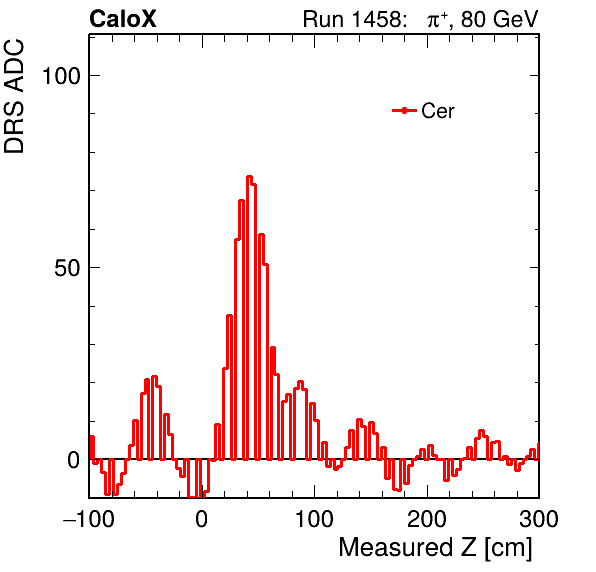 CaloX Run 1458: π⁺, 80 GeV
DRS ADC
100
Cer
50
0
−100 0 100 200 300
Measured Z [cm]